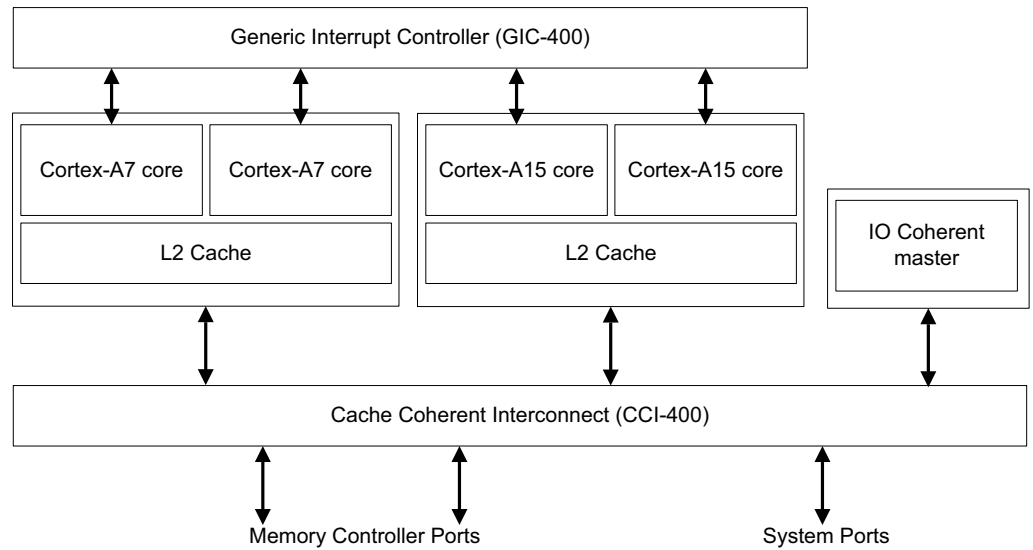 Generic Interrupt Controller (GIC-400)
Cortex-A7 core
Cortex-A7 core
L2 Cache
Cortex-A15 core
Cortex-A15 core
L2 Cache
IO Coherent
master
Cache Coherent Interconnect (CCI-400)
Memory Controller Ports
System Ports